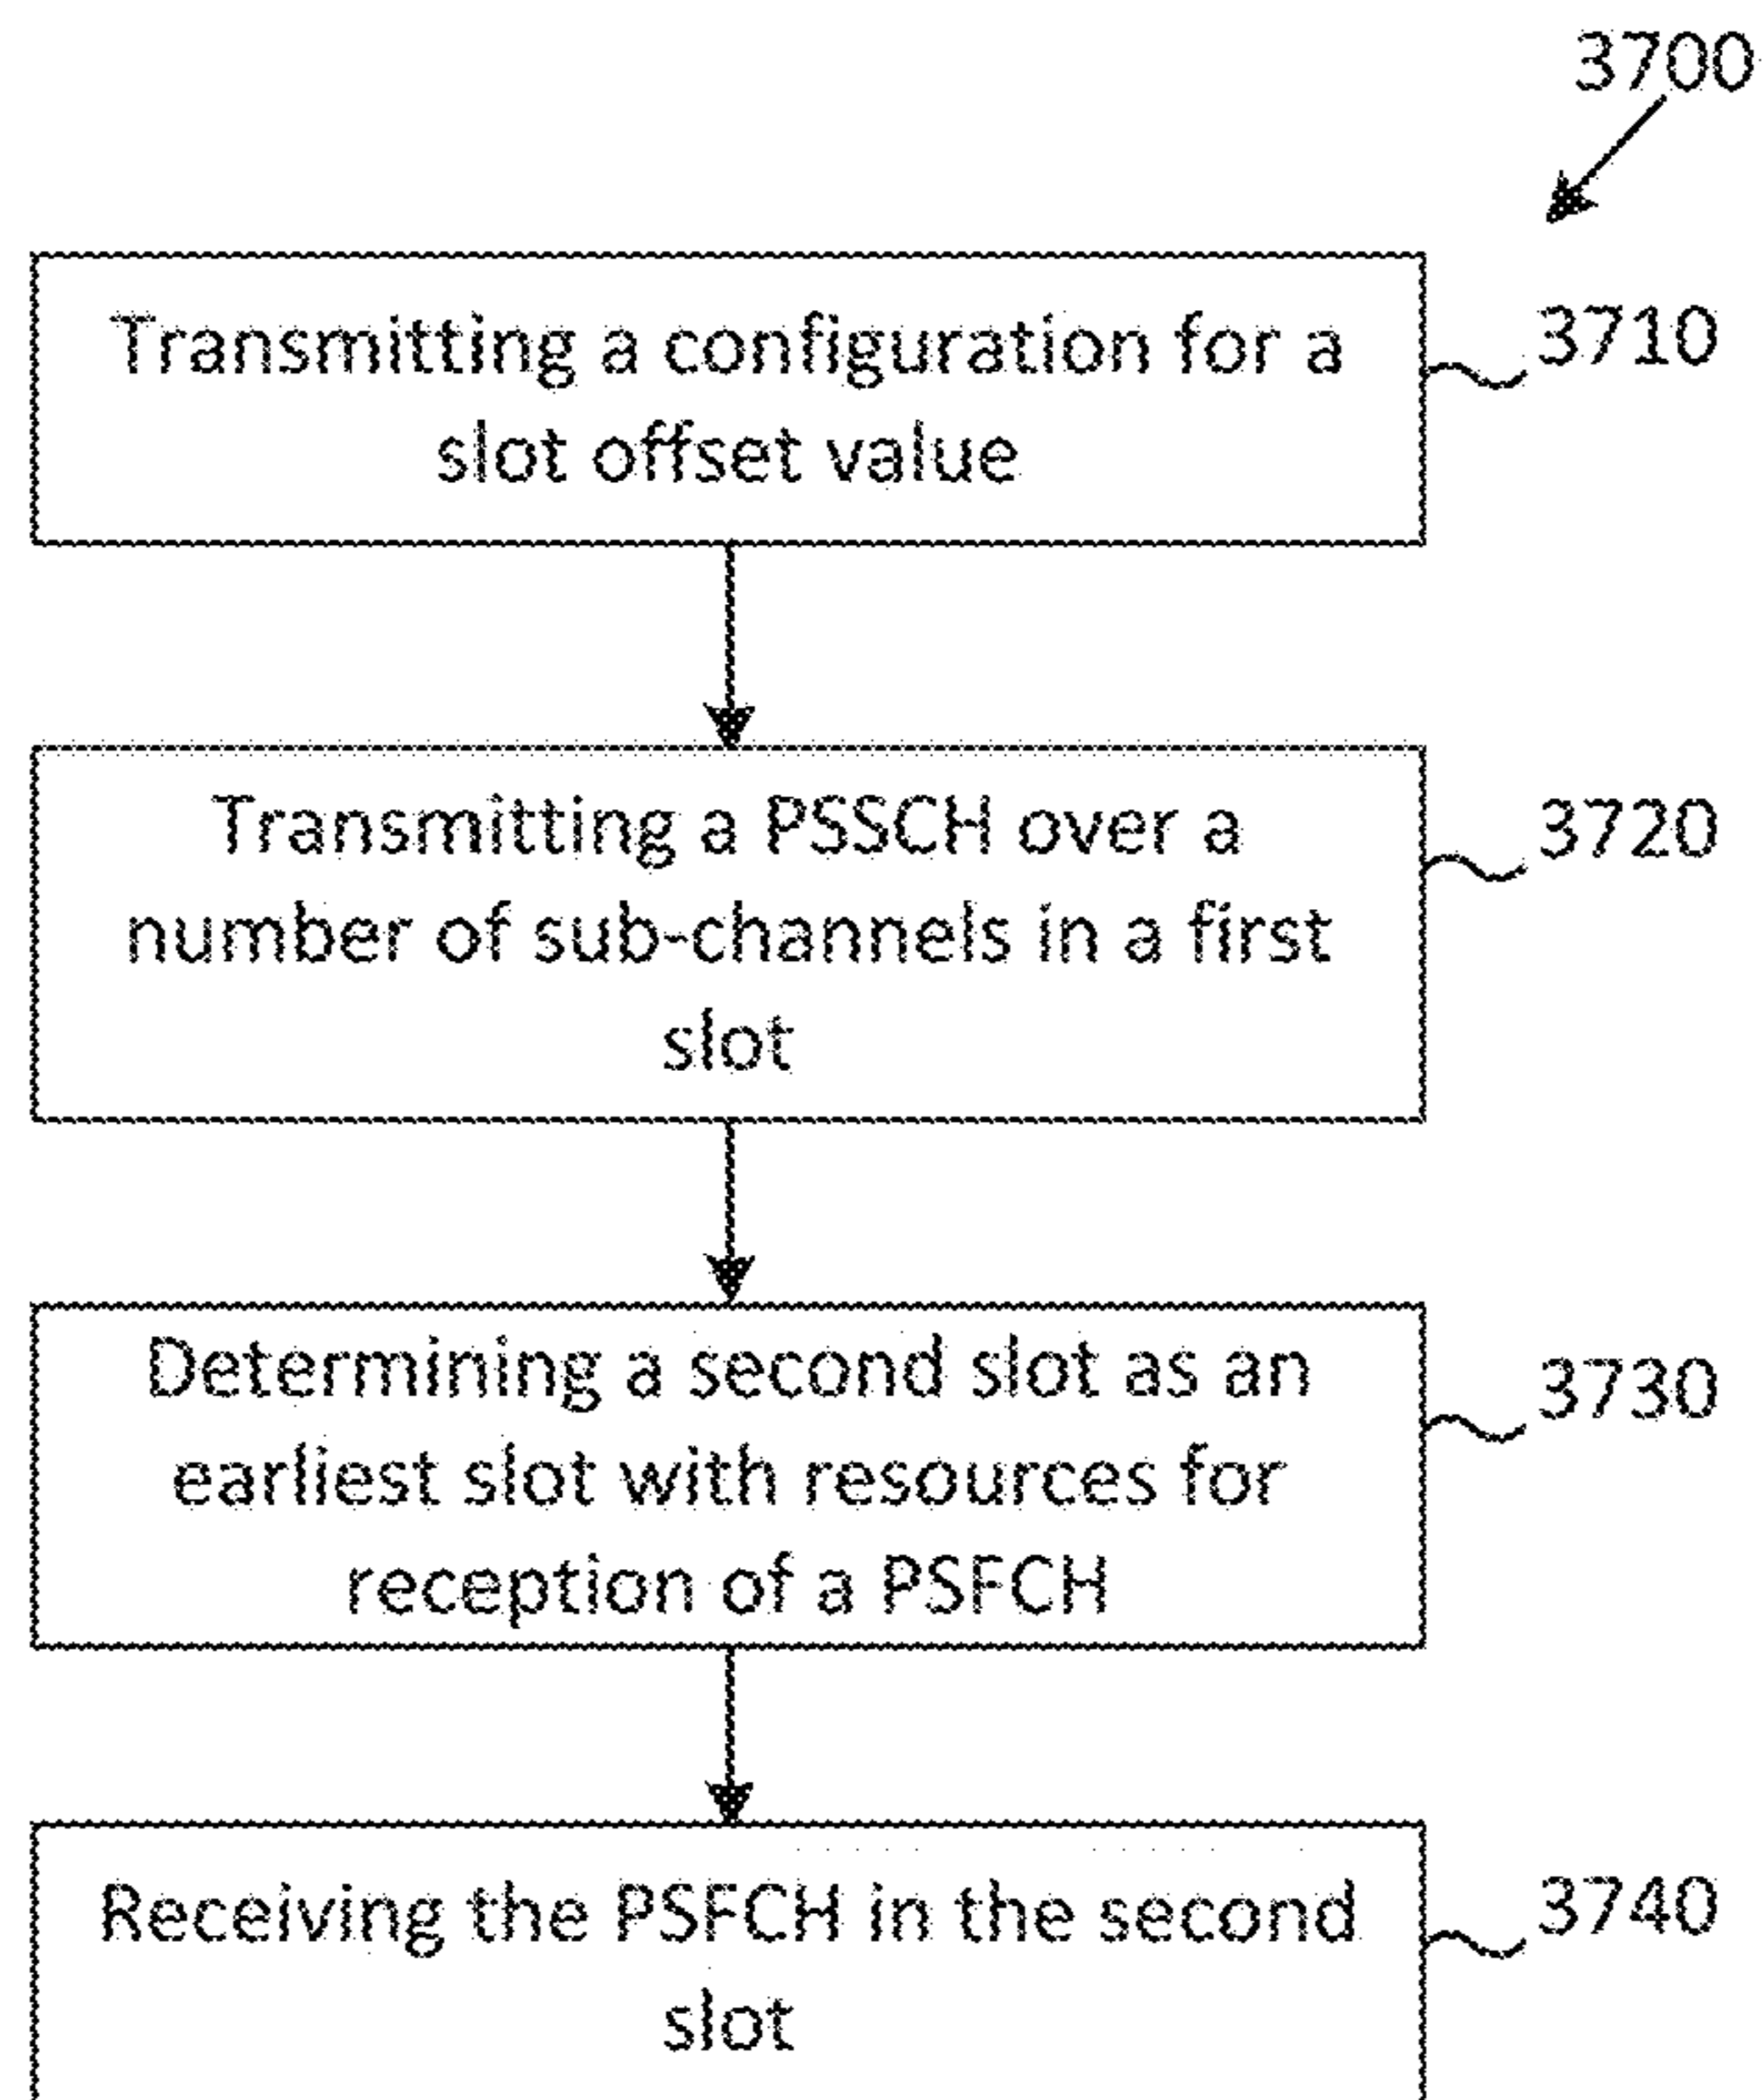 3700
Transmitting a configuration for a
slot offset value
3710
Transmitting a PSSCH over a
number of sub-channels in a first
slot
3720
Determining a second slot as an
earliest slot with resources for
reception of a PSFCH
3730
Receiving the PSFCH in the second
slot
3740